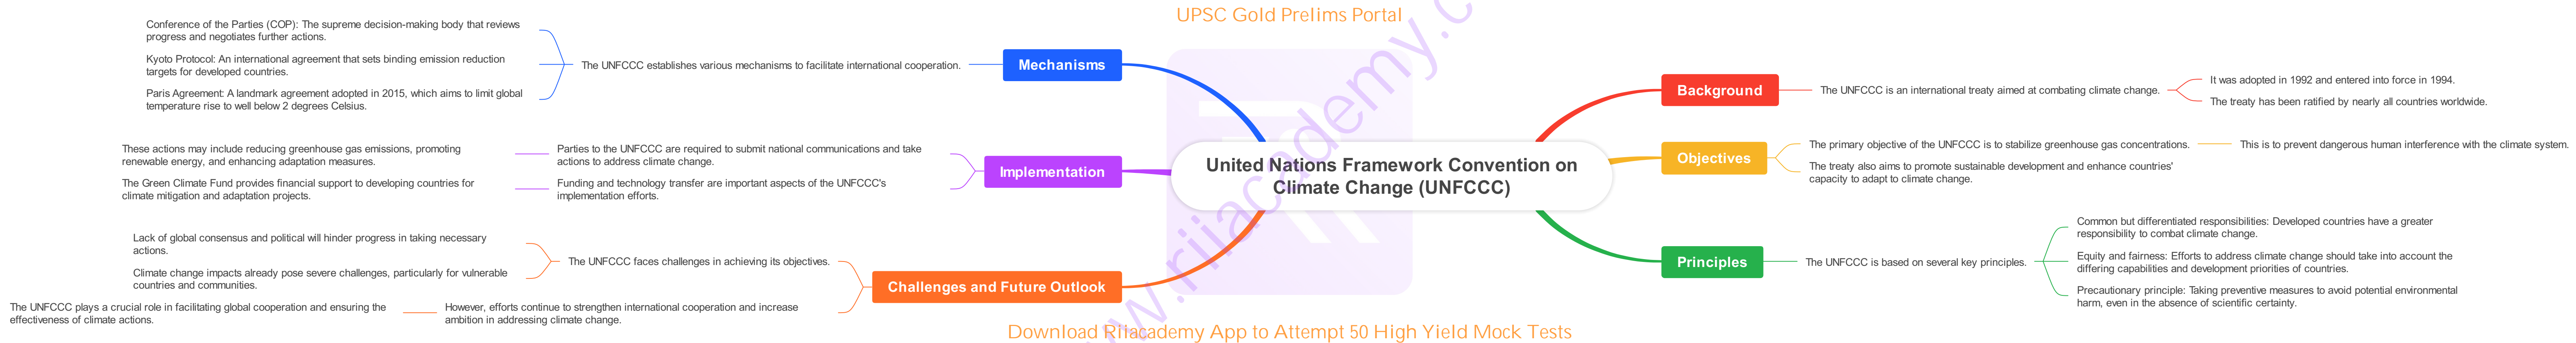 UPSC Gold Prelims Portal
Conference of the Parties (COP): The supreme decision-making body that reviews
progress and negotiates further actions.
Kyoto Protocol: An international agreement that sets binding emission reduction
targets for developed countries.
Paris Agreement: A landmark agreement adopted in 2015, which aims to limit global
temperature rise to well below 2 degrees Celsius.
The UNFCCC establishes various mechanisms to facilitate international cooperation.
Mechanisms
These actions may include reducing greenhouse gas emissions, promoting
renewable energy, and enhancing adaptation measures.
Parties to the UNFCCC are required to submit national communications and take
actions to address climate change.
The Green Climate Fund provides financial support to developing countries for
climate mitigation and adaptation projects.
Funding and technology transfer are important aspects of the UNFCCC's
implementation efforts.
Implementation
Lack of global consensus and political will hinder progress in taking necessary
actions.
Climate change impacts already pose severe challenges, particularly for vulnerable
countries and communities.
The UNFCCC faces challenges in achieving its objectives.
The UNFCCC plays a crucial role in facilitating global cooperation and ensuring the
effectiveness of climate actions.
However, efforts continue to strengthen international cooperation and increase
ambition in addressing climate change.
Challenges and Future Outlook
United Nations Framework Convention on
Climate Change (UNFCCC)
Background
The UNFCCC is an international treaty aimed at combating climate change.
It was adopted in 1992 and entered into force in 1994.
The treaty has been ratified by nearly all countries worldwide.
Objectives
The primary objective of the UNFCCC is to stabilize greenhouse gas concentrations.
This is to prevent dangerous human interference with the climate system.
The treaty also aims to promote sustainable development and enhance countries'
capacity to adapt to climate change.
Principles
The UNFCCC is based on several key principles.
Common but differentiated responsibilities: Developed countries have a greater
responsibility to combat climate change.
Equity and fairness: Efforts to address climate change should take into account the
differing capabilities and development priorities of countries.
Precautionary principle: Taking preventive measures to avoid potential environmental
harm, even in the absence of scientific certainty.
w.riiacademy.c
Download Riiacademy App to Attempt 50 High Yield Mock Tests